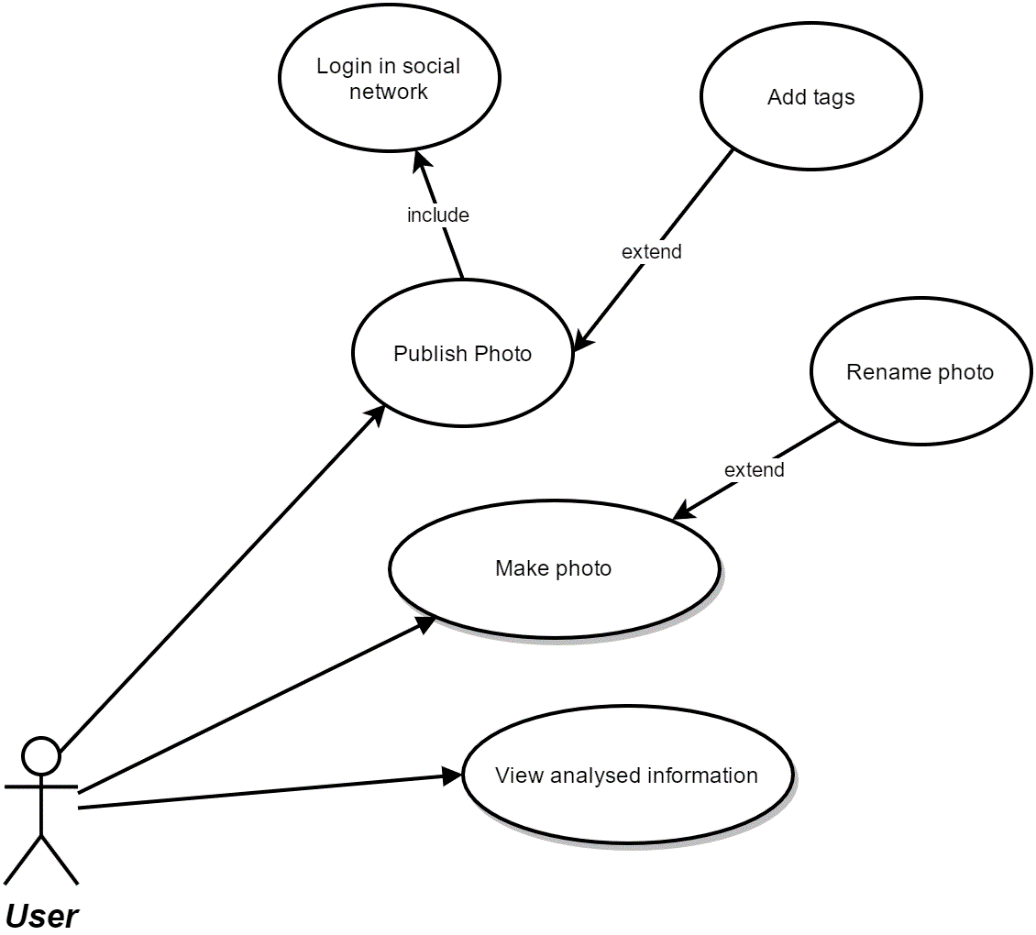 Login in social
network
Add tags
include
extend
Publish Photo
Rename photo
extend
Make photo
View analysed information
User